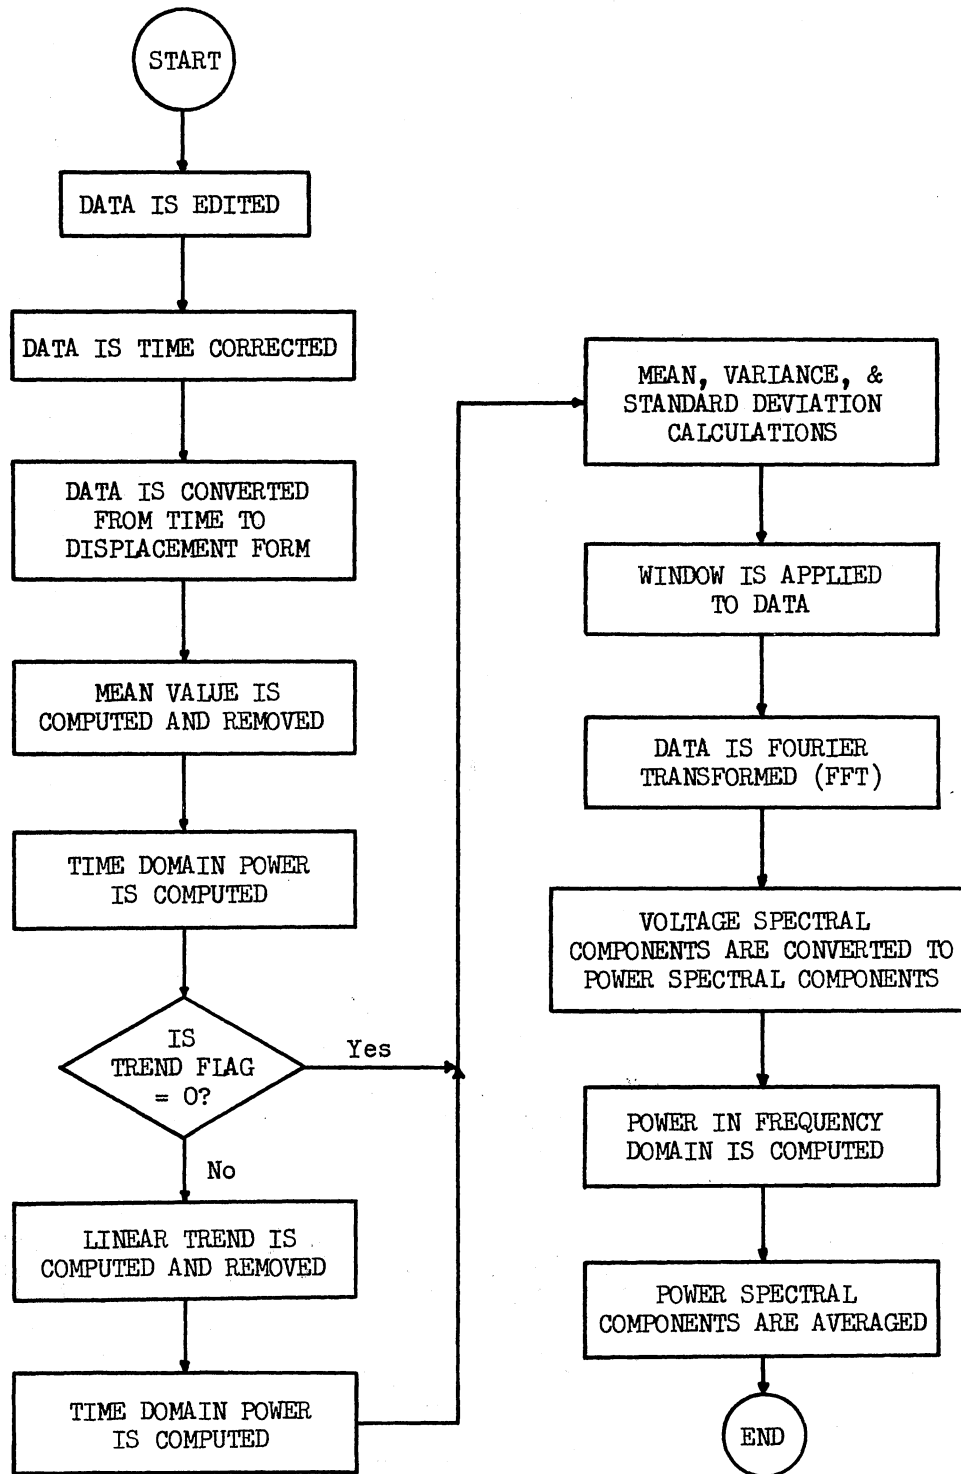 START
DATA IS EDITED
DATA IS TIME CORRECTED
DATA IS CONVERTED
FROM TIME TO
DISPLACEMENT FORM
MEAN VALUE IS
COMPUTED AND REMOVED
TIME DOMAIN POWER
IS COMPUTED
IS
TREND FLAG
= 0?
Yes
No
LINEAR TREND IS
COMPUTED AND REMOVED
TIME DOMAIN POWER
IS COMPUTED
MEAN, VARIANCE, &
STANDARD DEVIATION
CALCULATIONS
WINDOW IS APPLIED
TO DATA
DATA IS FOURIER
TRANSFORMED (FFT)
VOLTAGE SPECTRAL
COMPONENTS ARE CONVERTED TO
POWER SPECTRAL COMPONENTS
POWER IN FREQUENCY
DOMAIN IS COMPUTED
POWER SPECTRAL
COMPONENTS ARE AVERAGED
END